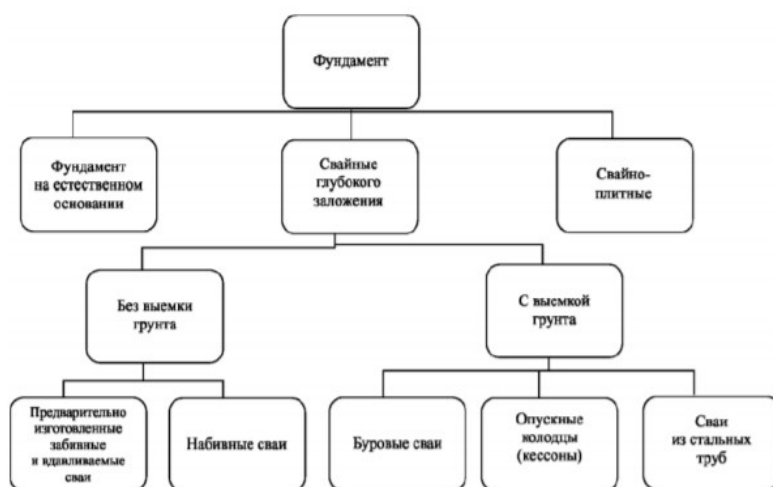 Фундамент
Фундамент
на естественном
основании
Свайные
глубокого
заложения
Свайно-
плитные
Без выемки
грунта
С выемкой
грунта
Предварительно
изготовленные
забивные
и вдавливаемые
сваи
Набивные сваи
Буровые сваи
Опускные
колодцы
(кессоны)
Сваи
из стальных
труб